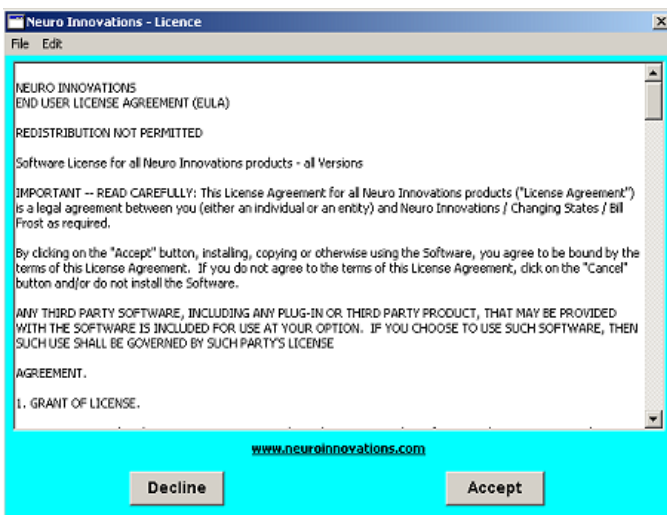 Neuro Innovations - Licence
File Edit
NEURO INNOVATIONS
END USER LICENSE AGREEMENT (EULA)
REDISTRIBUTION NOT PERMITTED
Software License for all Neuro Innovations products - all Versions
IMPORTANT -- READ CAREFULLY: This License Agreement for all Neuro Innovations products ("License Agreement")
is a legal agreement between you (either an individual or an entity) and Neuro Innovations / Changing States / Bill
Frost as required.
By clicking on the "Accept" button, installing, copying or otherwise using the Software, you agree to be bound by the
terms of this License Agreement.  If you do not agree to the terms of this License Agreement, click on the "Cancel"
button and/or do not install the Software.
ANY THIRD PARTY SOFTWARE, INCLUDING ANY PLUG-IN OR THIRD PARTY PRODUCT, THAT MAY BE PROVIDED
WITH THE SOFTWARE IS INCLUDED FOR USE AT YOUR OPTION.  IF YOU CHOOSE TO USE SUCH SOFTWARE, THEN
SUCH USE SHALL BE GOVERNED BY SUCH PARTY'S LICENSE
AGREEMENT.
1. GRANT OF LICENSE.
www.neuroinnovations.com
Decline Accept